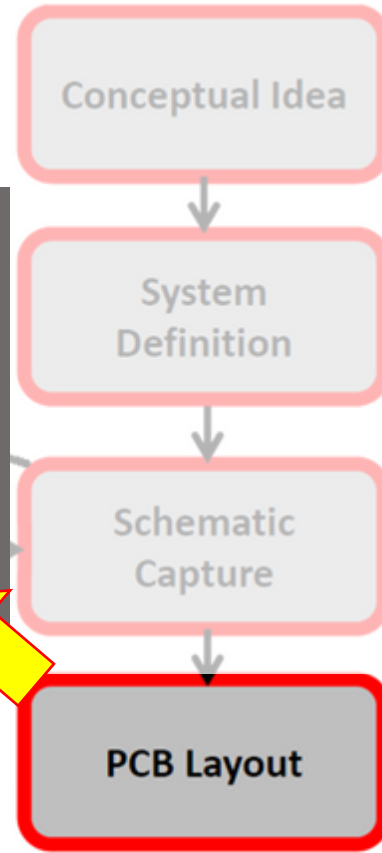 Conceptual Idea
System
Definition
Schematic
Capture
PCB Layout